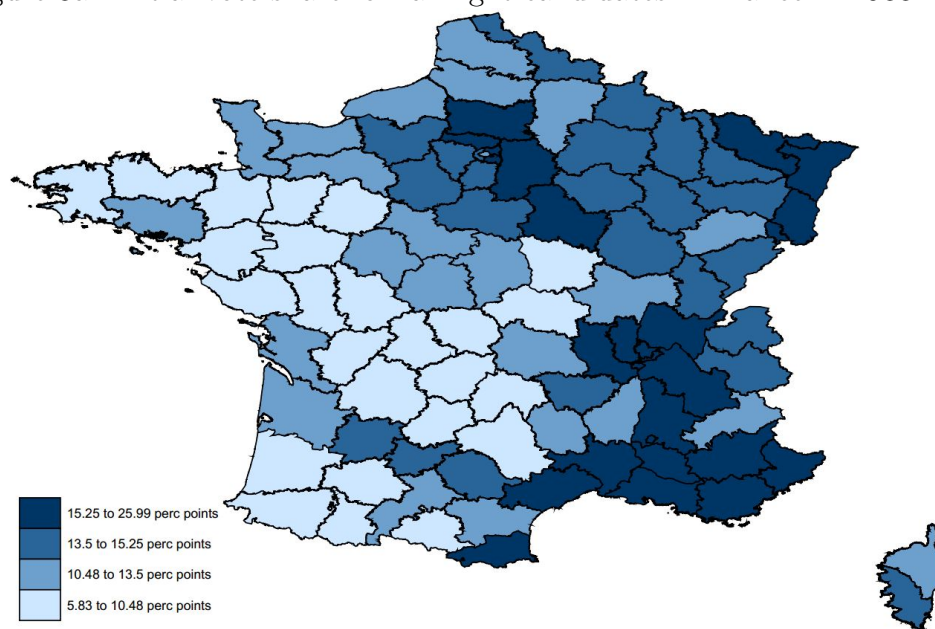 15.25 to 25.99 perc points
13.5 to 15.25 perc points
10.48 to 13.5 perc points
5.83 to 10.48 perc points